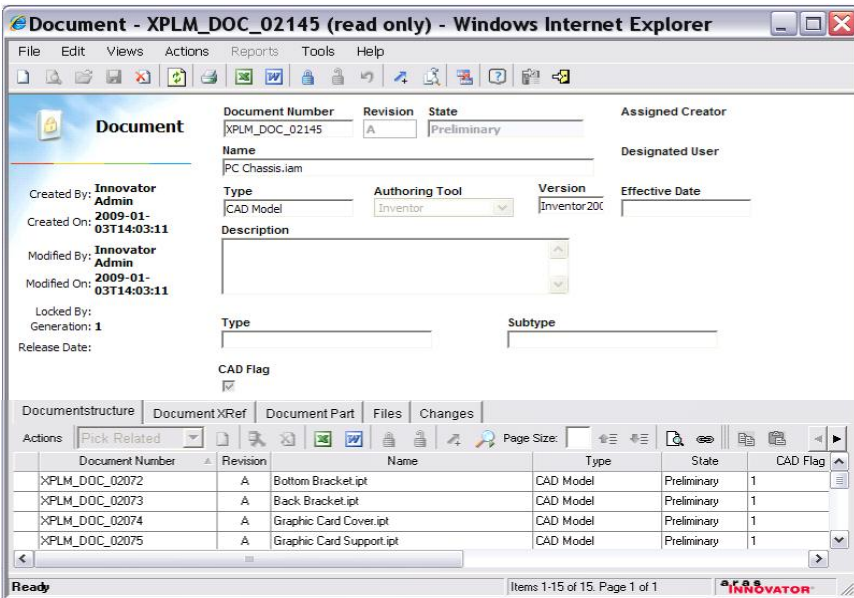 Document - XPLM_DOC_02145 (read only) - Windows Internet Explorer
File Edit Views Actions Reports Tools Help
Document Number Revision State Assigned Creator
Document XPLM_DOC_02145 A Preliminary
Name Designated User
PC Chassis.iam
Created By: Innovator Admin
Type Authoring Tool Version Effective Date
CAD Model Inventor Inventor200
Created On: 2009-01-03T14:03:11
Description
Modified By: Innovator Admin
Modified On: 2009-01-03T14:03:11
Locked By:
Generation: 1
Type Subtype
Release Date:
CAD Flag
Documentstructure Document XRef Document Part Files Changes
Actions Pick Related Page Size:
Document Number Revision Name Type State CAD Flag
XPLM_DOC_02072 A Bottom Bracket.ipt CAD Model Preliminary 1
XPLM_DOC_02073 A Back Bracket.ipt CAD Model Preliminary 1
XPLM_DOC_02074 A Graphic Card Cover.ipt CAD Model Preliminary 1
XPLM_DOC_02075 A Graphic Card Support.ipt CAD Model Preliminary 1
Ready Items 1-15 of 15. Page 1 of 1 aras INNOVATOR